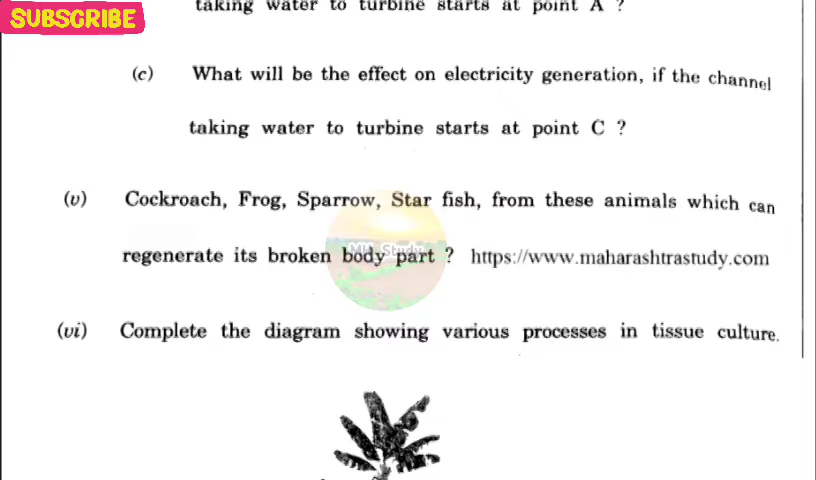 SUBSCRIBE
taking water to turbine starts at point A ?
(c) What will be the effect on electricity generation, if the channel
taking water to turbine starts at point C ?
(v) Cockroach, Frog, Sparrow, Star fish, from these animals which can
regenerate its broken body part ? https://www.maharashtrastudy.com
MH Study
(vi) Complete the diagram showing various processes in tissue culture.